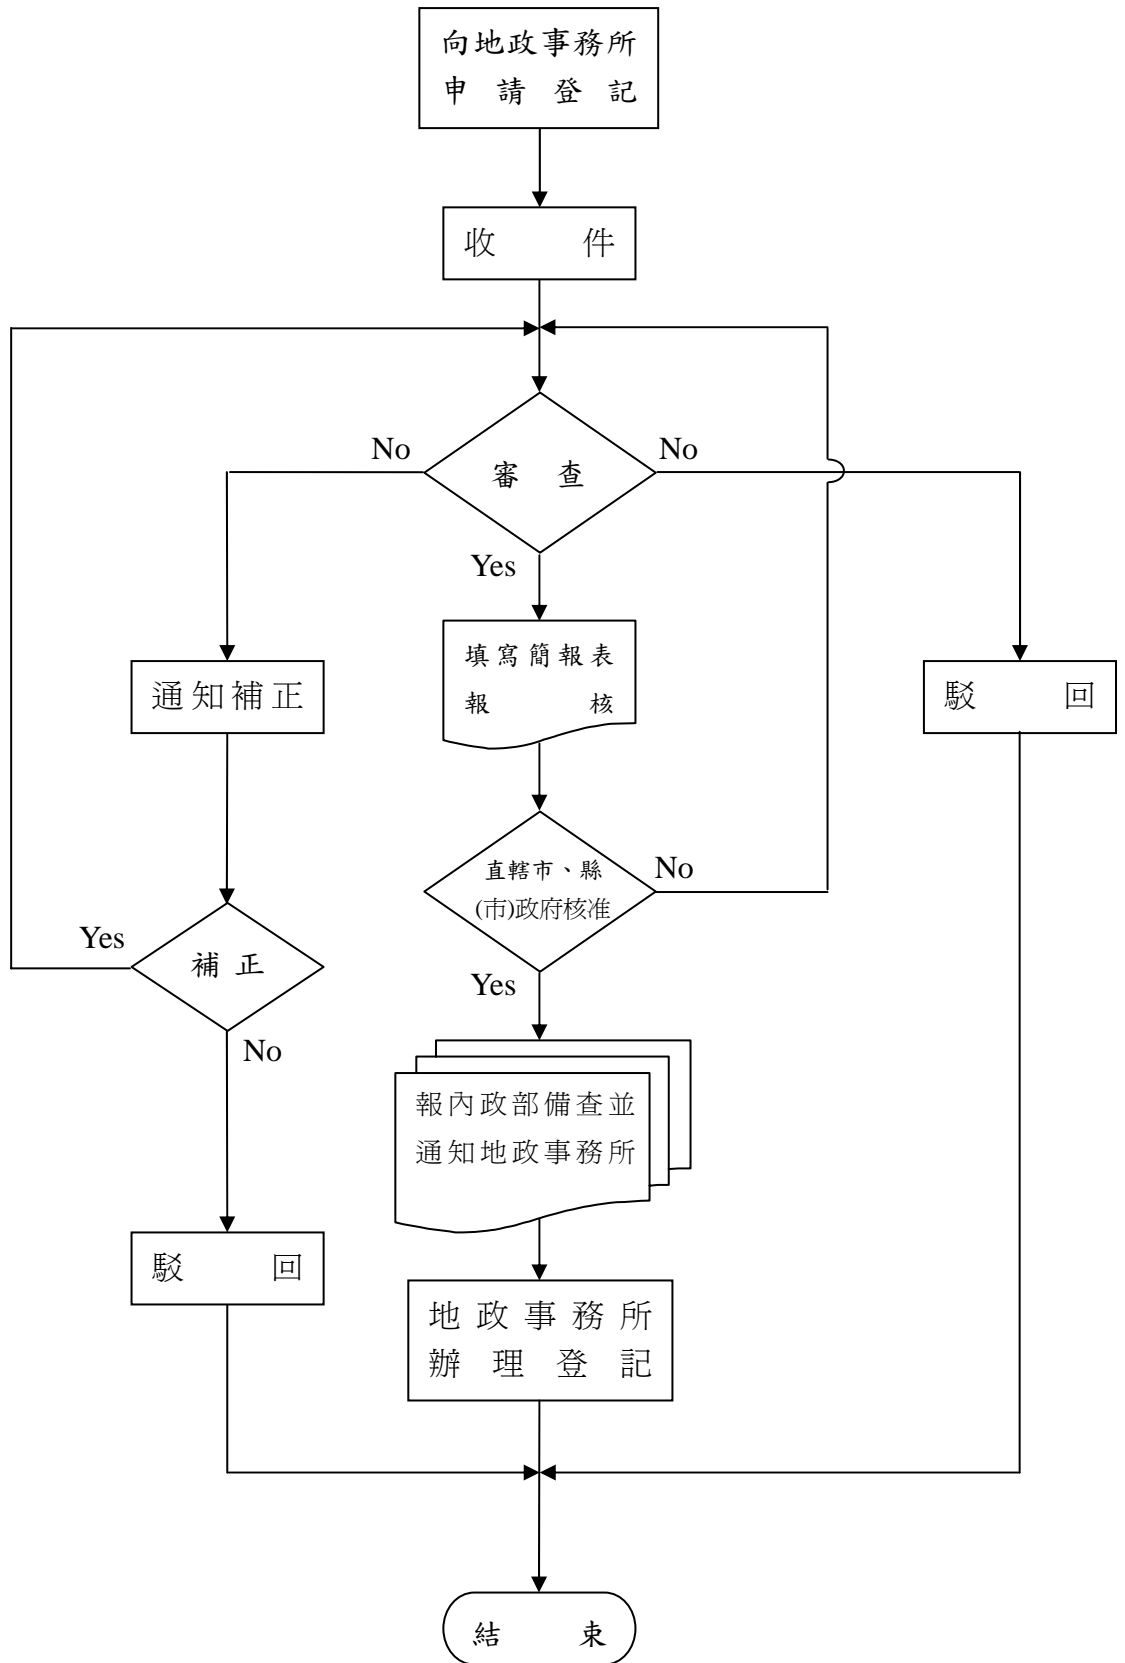 向地政事務所
申請登記
收件
No
審查
No
Yes
通知補正
填寫簡報表
報核
駁回
直轄市、縣
(市)政府核准
No
Yes
補正
Yes
No
報內政部備查並
通知地政事務所
駁回
地政事務所
辦理登記
結束